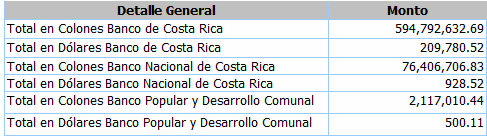 Detalle General Monto
Total en Colones Banco de Costa Rica 594,792,632.69
Total en Dólares Banco de Costa Rica 209,780.52
Total en Colones Banco Nacional de Costa Rica 76,406,706.83
Total en Dólares Banco Nacional de Costa Rica 928.52
Total en Colones Banco Popular y Desarrollo Comunal 2,117,010.44
Total en Dólares Banco Popular y Desarrollo Comunal 500.11